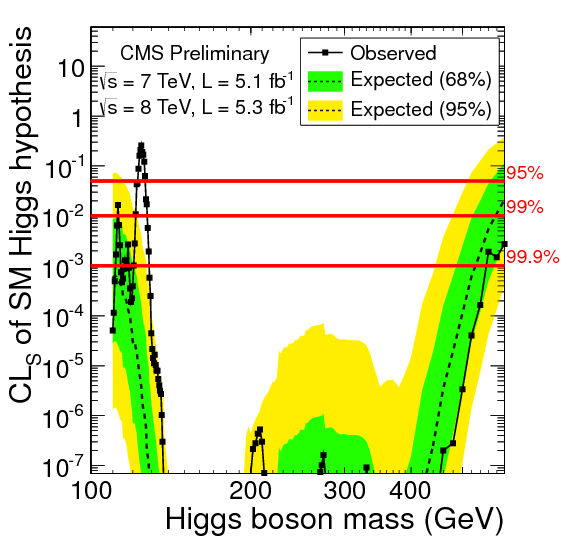 CMS Preliminary
√s = 7 TeV, L = 5.1 fb⁻¹
√s = 8 TeV, L = 5.3 fb⁻¹
Observed
Expected (68%)
Expected (95%)
CLS of SM Higgs hypothesis
10
1
10⁻¹
10⁻²
10⁻³
10⁻⁴
10⁻⁵
10⁻⁶
10⁻⁷
95%
99%
99.9%
100 200 300 400
Higgs boson mass (GeV)